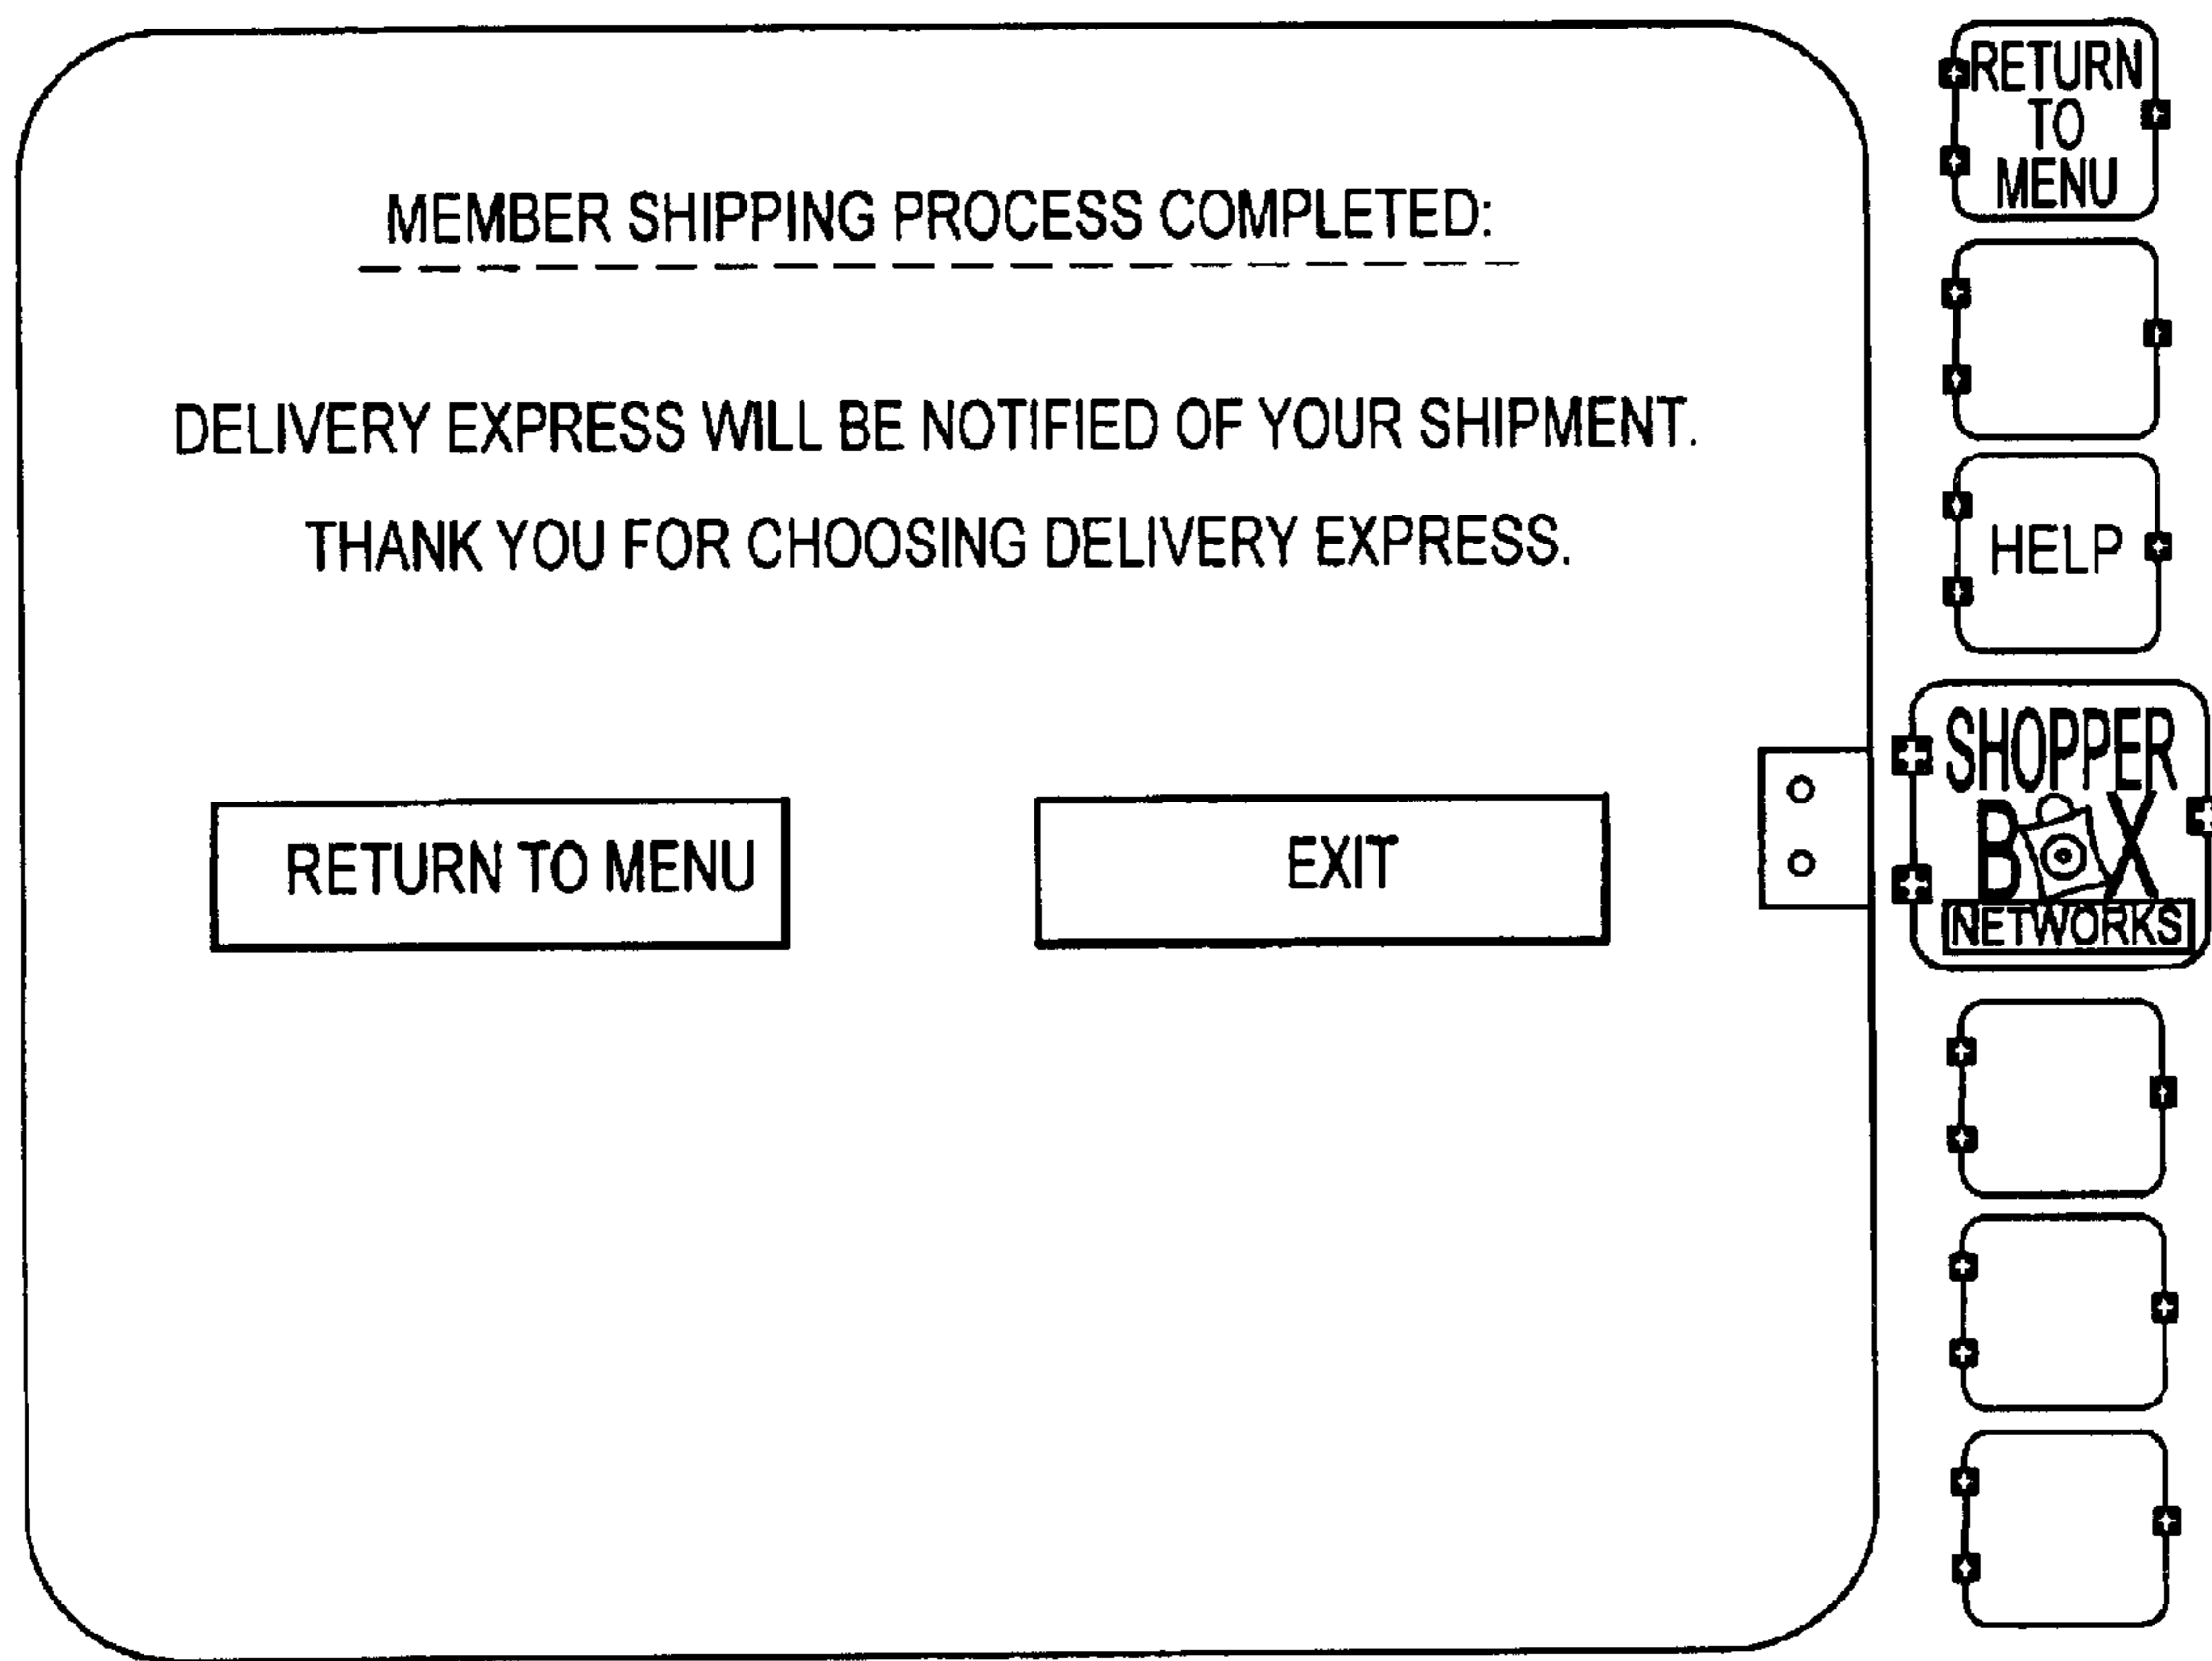 MEMBER SHIPPING PROCESS COMPLETED:
DELIVERY EXPRESS WILL BE NOTIFIED OF YOUR SHIPMENT.
THANK YOU FOR CHOOSING DELIVERY EXPRESS.
RETURN TO MENU
EXIT
RETURN
TO
MENU
HELP
SHOPPER
BOX
NETWORKS